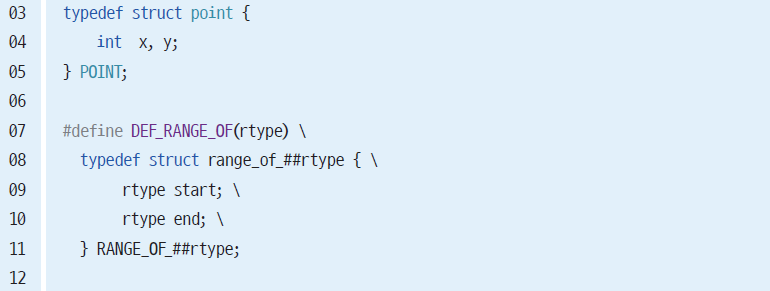 03 typedef struct point {
04     int  x, y;
05 } POINT;
06
07 #define DEF_RANGE_OF(rtype) \
08   typedef struct range_of_##rtype { \
09        rtype start; \
10        rtype end; \
11   } RANGE_OF_##rtype;
12